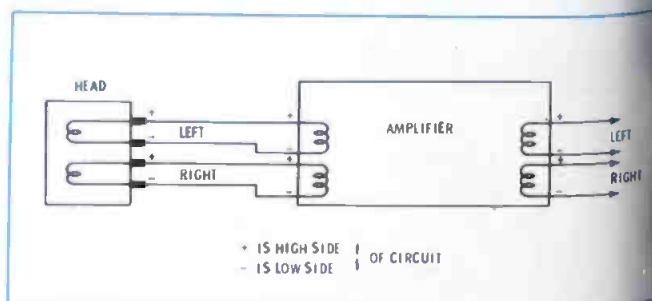 HEAD
+
+
+
LEFT
AMPLIFIER
LEFT
-
-
-
+
+
+
RIGHT
RIGHT
-
-
-
+ IS HIGH SIDE
- IS LOW SIDE
OF CIRCUIT